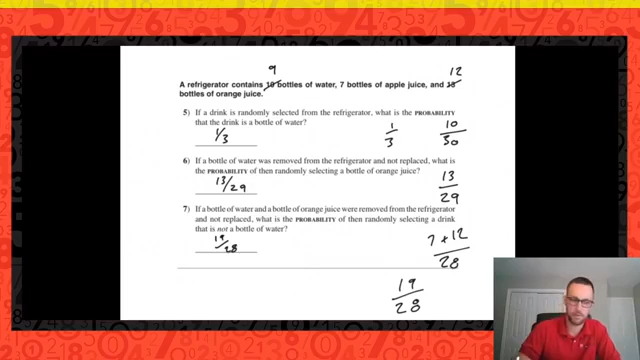 9
12
A refrigerator contains 10 bottles of water, 7 bottles of apple juice, and 13
bottles of orange juice.
5) If a drink is randomly selected from the refrigerator, what is the PROBABILITY
that the drink is a bottle of water?
1/3
1/3
10/30
6) If a bottle of water was removed from the refrigerator and not replaced, what is
the PROBABILITY of then randomly selecting a bottle of orange juice?
13/29
13/29
7) If a bottle of water and a bottle of orange juice were removed from the refrigerator
and not replaced, what is the PROBABILITY of then randomly selecting a drink
that is not a bottle of water?
19/28
7+12/28
19/28